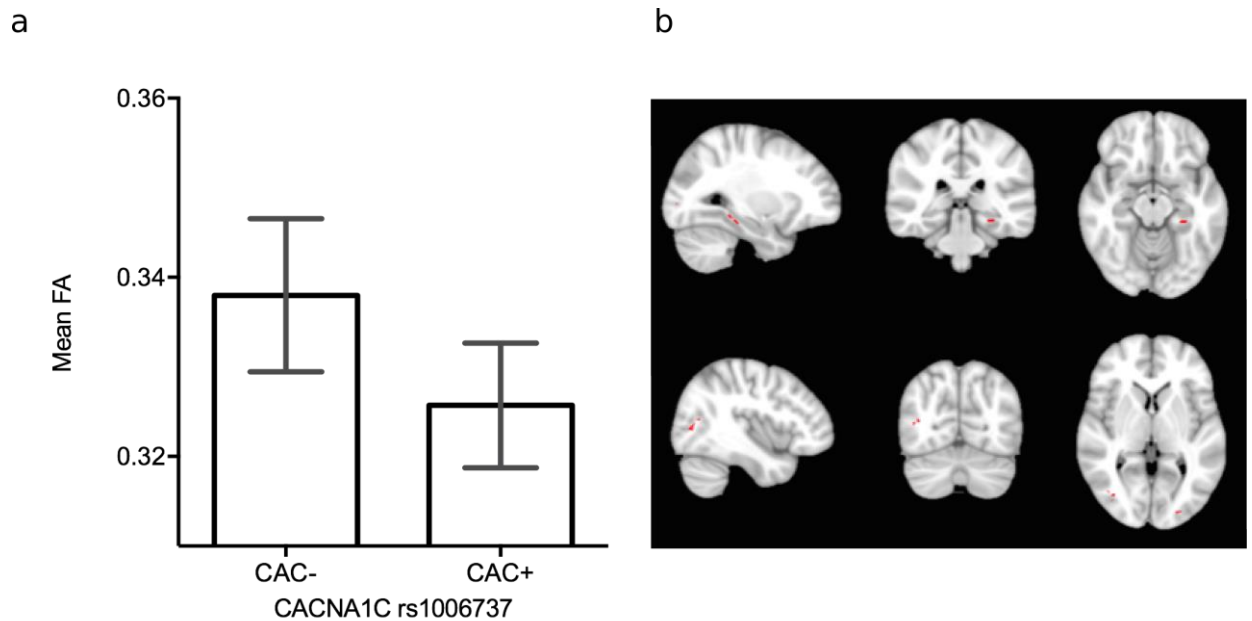 a
b
0.36
0.34
0.32
Mean FA
CAC-
CAC+
CACNA1C rs1006737